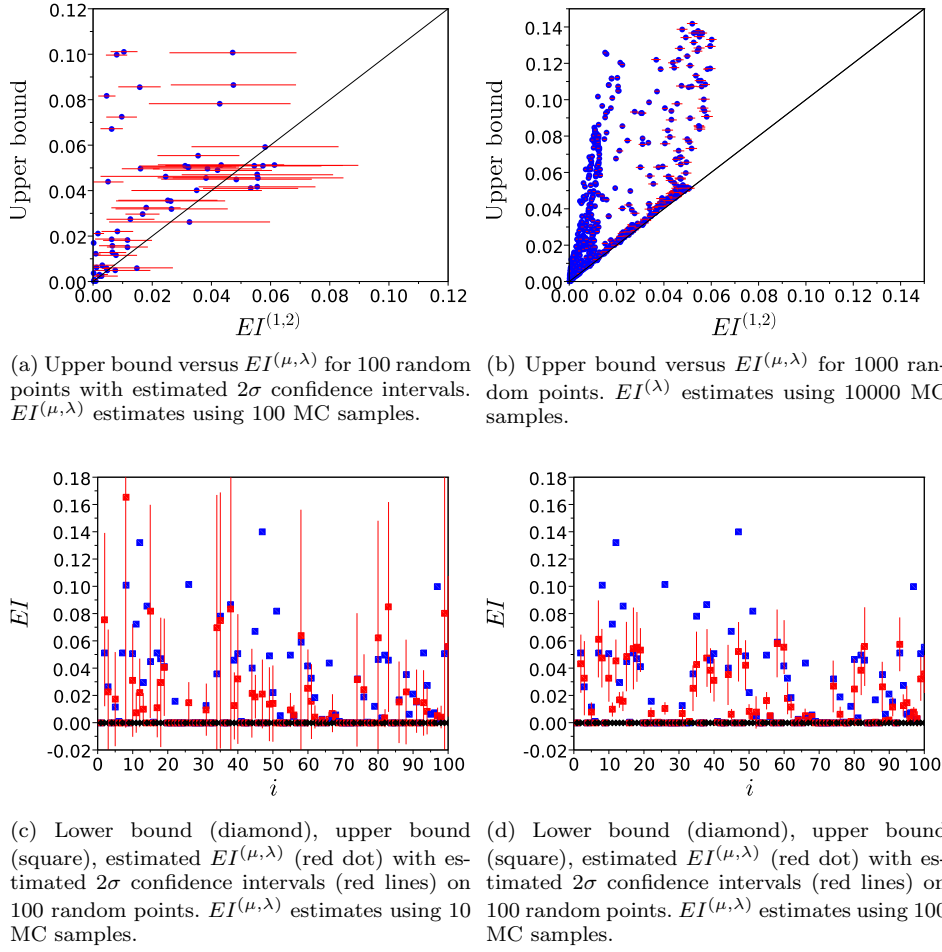 0.12
0.10
0.08
0.06
0.04
0.02
0.00
Upper bound
0.00 0.02 0.04 0.06 0.08 0.10 0.12
EI^(1,2)
0.14
0.12
0.10
0.08
0.06
0.04
0.02
0.00
Upper bound
0.00 0.02 0.04 0.06 0.08 0.10 0.12 0.14
EI^(1,2)
(a) Upper bound versus EI^(μ,λ) for 100 random
points with estimated 2σ confidence intervals.
EI^(μ,λ) estimates using 100 MC samples.
(b) Upper bound versus EI^(μ,λ) for 1000 ran-
dom points. EI^(λ) estimates using 10000 MC
samples.
0.18
0.16
0.14
0.12
0.10
0.08
0.06
0.04
0.02
0.00
-0.02
EI
0 10 20 30 40 50 60 70 80 90 100
i
0.18
0.16
0.14
0.12
0.10
0.08
0.06
0.04
0.02
0.00
-0.02
EI
0 10 20 30 40 50 60 70 80 90 100
i
(c) Lower bound (diamond), upper bound
(square), estimated EI^(μ,λ) (red dot) with es-
timated 2σ confidence intervals (red lines) on
100 random points. EI^(μ,λ) estimates using 10
MC samples.
(d) Lower bound (diamond), upper bound
(square), estimated EI^(μ,λ) (red dot) with es-
timated 2σ confidence intervals (red lines) on
100 random points. EI^(μ,λ) estimates using 100
MC samples.